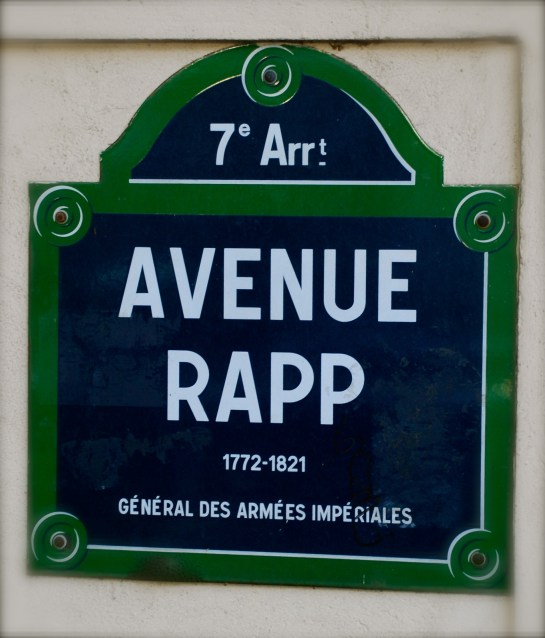 7e Arrt
AVENUE
RAPP
1772-1821
GÉNÉRAL DES ARMÉES IMPÉRIALES